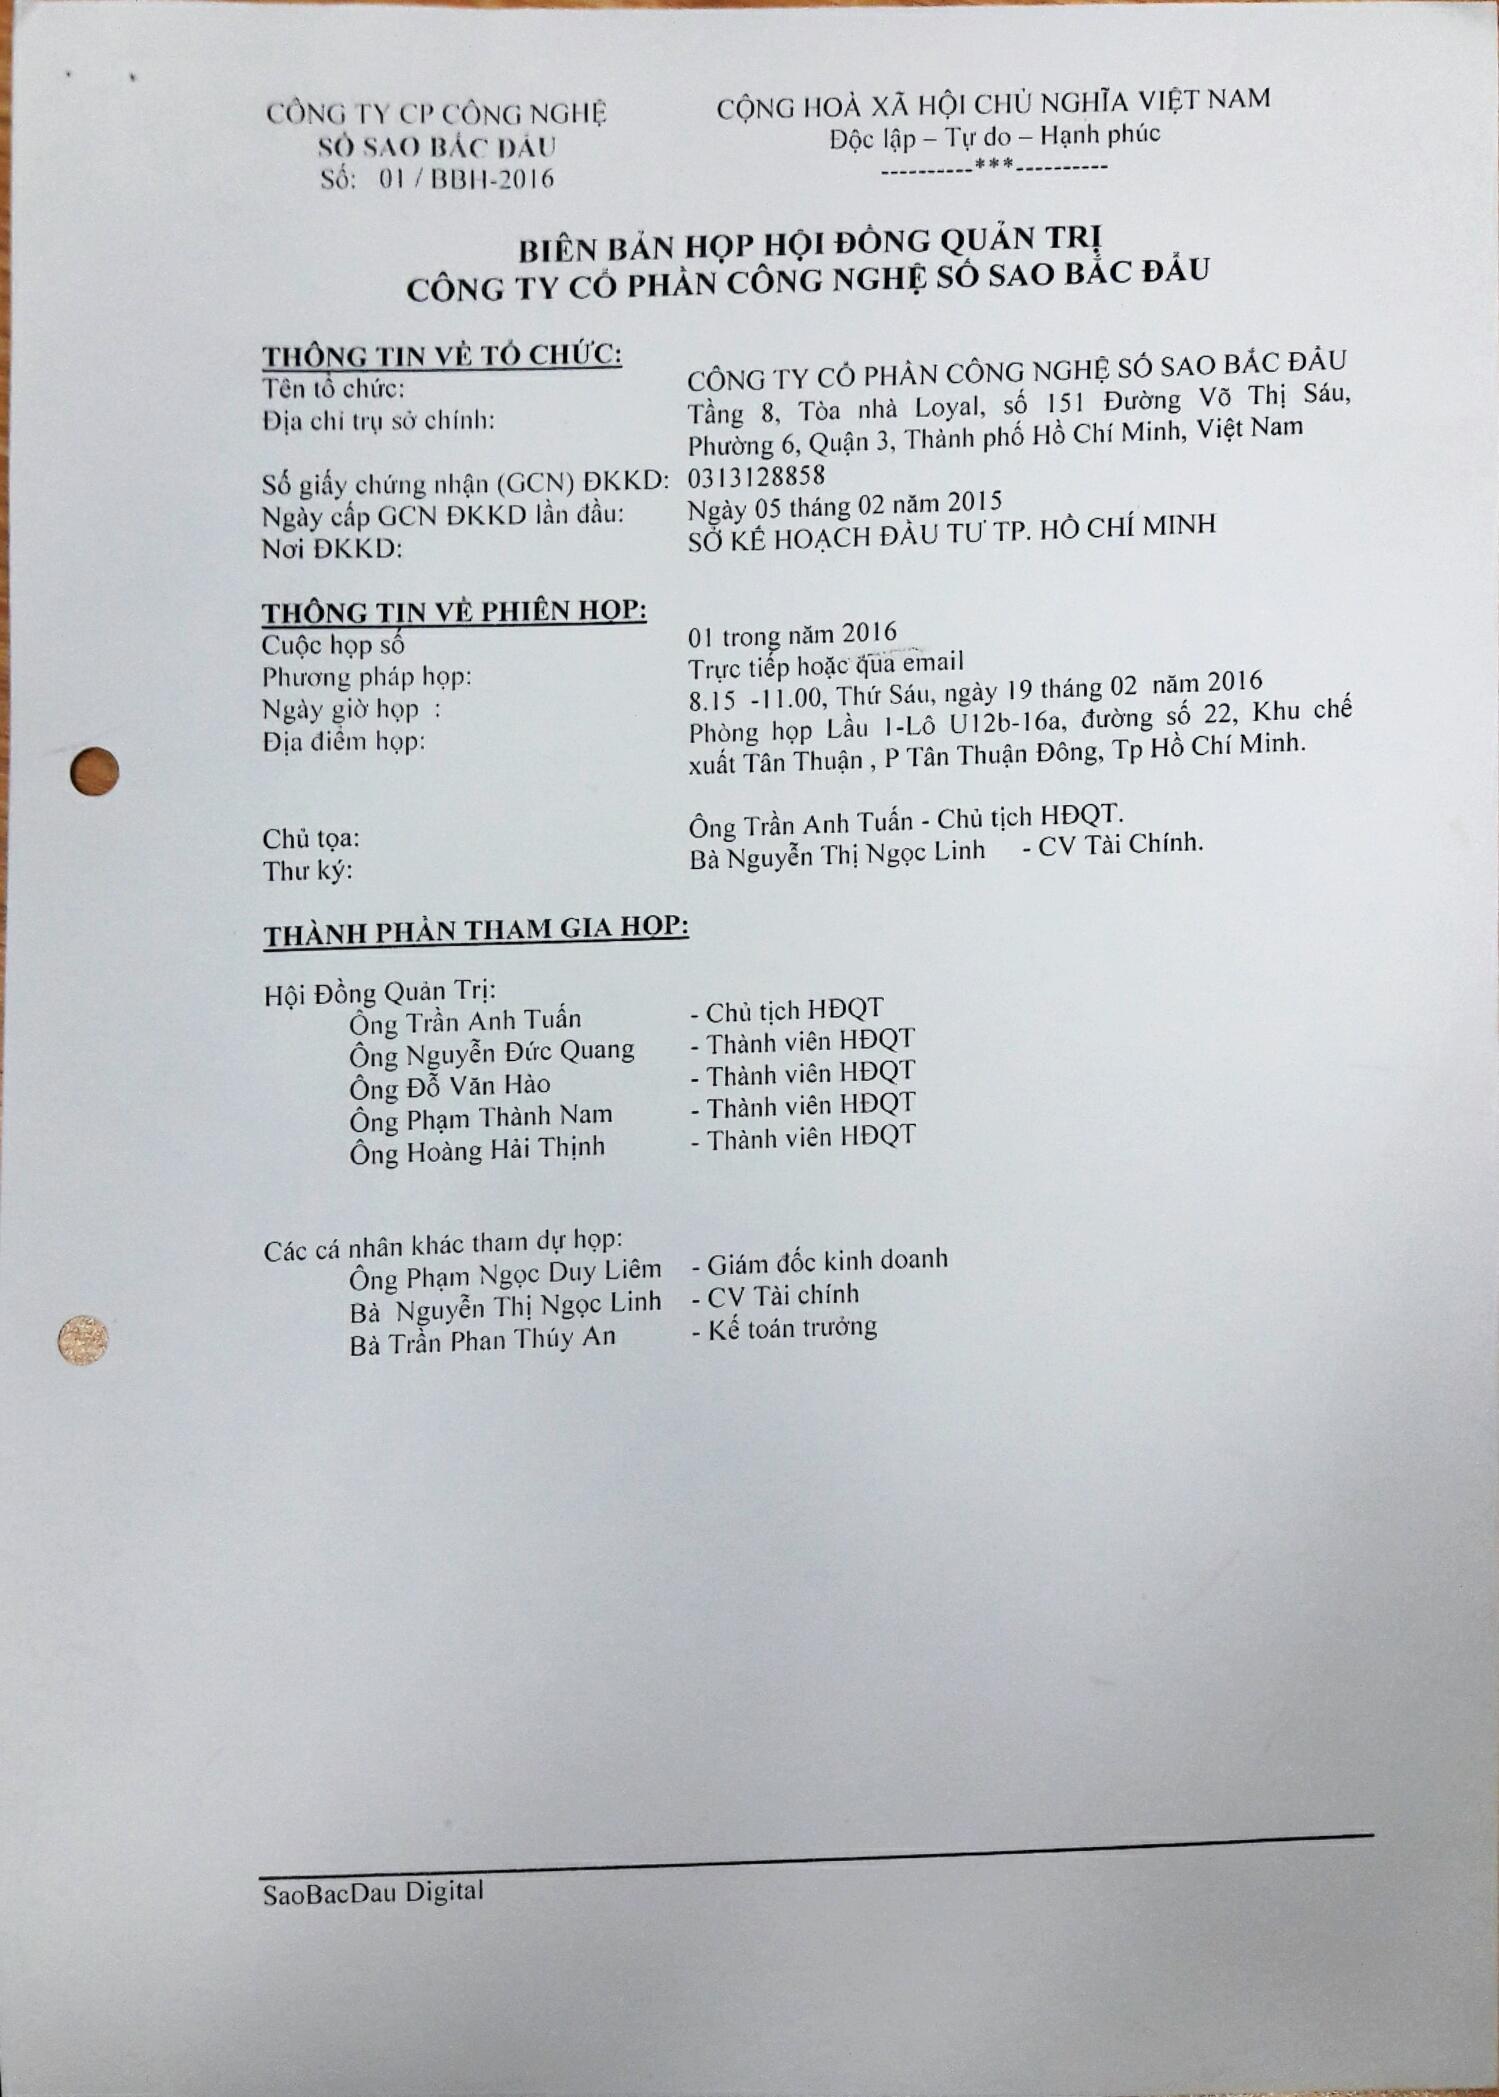 CÔNG TY CP CÔNG NGHỆ
SỐ SAO BẮC ĐẨU
Số: 01 / BBH-2016
CỘNG HOÀ XÃ HỘI CHỦ NGHĨA VIỆT NAM
Độc lập – Tự do – Hạnh phúc
----------***----------
BIÊN BẢN HỌP HỘI ĐỒNG QUẢN TRỊ
CÔNG TY CỔ PHẦN CÔNG NGHỆ SỐ SAO BẮC ĐẨU
THÔNG TIN VỀ TỔ CHỨC:
Tên tổ chức: CÔNG TY CỔ PHẦN CÔNG NGHỆ SỐ SAO BẮC ĐẨU
Địa chỉ trụ sở chính: Tầng 8, Tòa nhà Loyal, số 151 Đường Võ Thị Sáu,
Phường 6, Quận 3, Thành phố Hồ Chí Minh, Việt Nam
Số giấy chứng nhận (GCN) ĐKKD: 0313128858
Ngày cấp GCN ĐKKD lần đầu: Ngày 05 tháng 02 năm 2015
Nơi ĐKKD: SỞ KẾ HOẠCH ĐẦU TƯ TP. HỒ CHÍ MINH
THÔNG TIN VỀ PHIÊN HỌP:
Cuộc họp số 01 trong năm 2016
Phương pháp họp: Trực tiếp hoặc qua email
Ngày giờ họp : 8.15 -11.00, Thứ Sáu, ngày 19 tháng 02 năm 2016
Địa điểm họp: Phòng họp Lầu 1-Lô U12b-16a, đường số 22, Khu chế
xuất Tân Thuận , P Tân Thuận Đông, Tp Hồ Chí Minh.
Chủ tọa: Ông Trần Anh Tuấn - Chủ tịch HĐQT.
Thư ký: Bà Nguyễn Thị Ngọc Linh - CV Tài Chính.
THÀNH PHẦN THAM GIA HỌP:
Hội Đồng Quản Trị:
Ông Trần Anh Tuấn - Chủ tịch HĐQT
Ông Nguyễn Đức Quang - Thành viên HĐQT
Ông Đỗ Văn Hào - Thành viên HĐQT
Ông Phạm Thành Nam - Thành viên HĐQT
Ông Hoàng Hải Thịnh - Thành viên HĐQT
Các cá nhân khác tham dự họp:
Ông Phạm Ngọc Duy Liêm - Giám đốc kinh doanh
Bà Nguyễn Thị Ngọc Linh - CV Tài chính
Bà Trần Phan Thúy An - Kế toán trưởng
SaoBacDau Digital